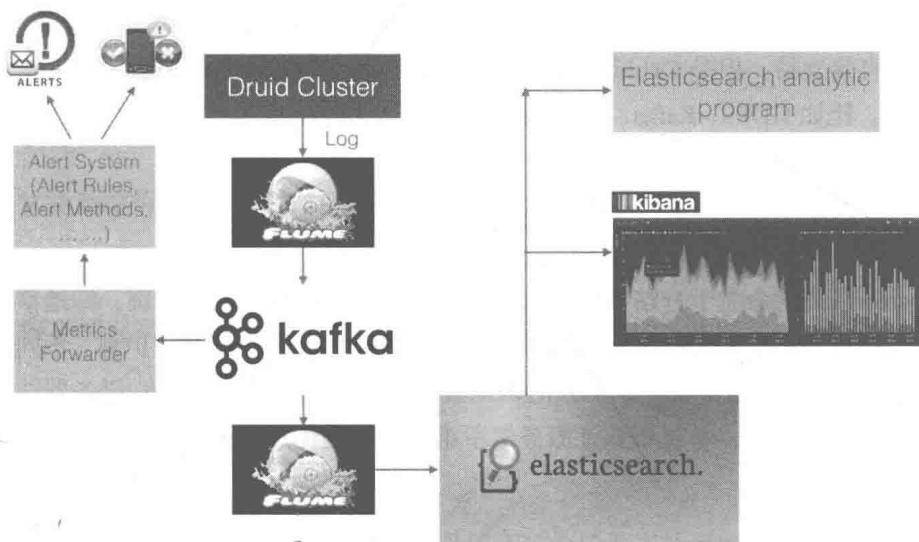 ALERTS
Druid Cluster
Log
Elasticsearch analytic
program
Alert System
(Alert Rules,
Alert Methods,
... ...)
FLUME
kibana
Metrics
Forwarder
kafka
FLUME
elasticsearch.